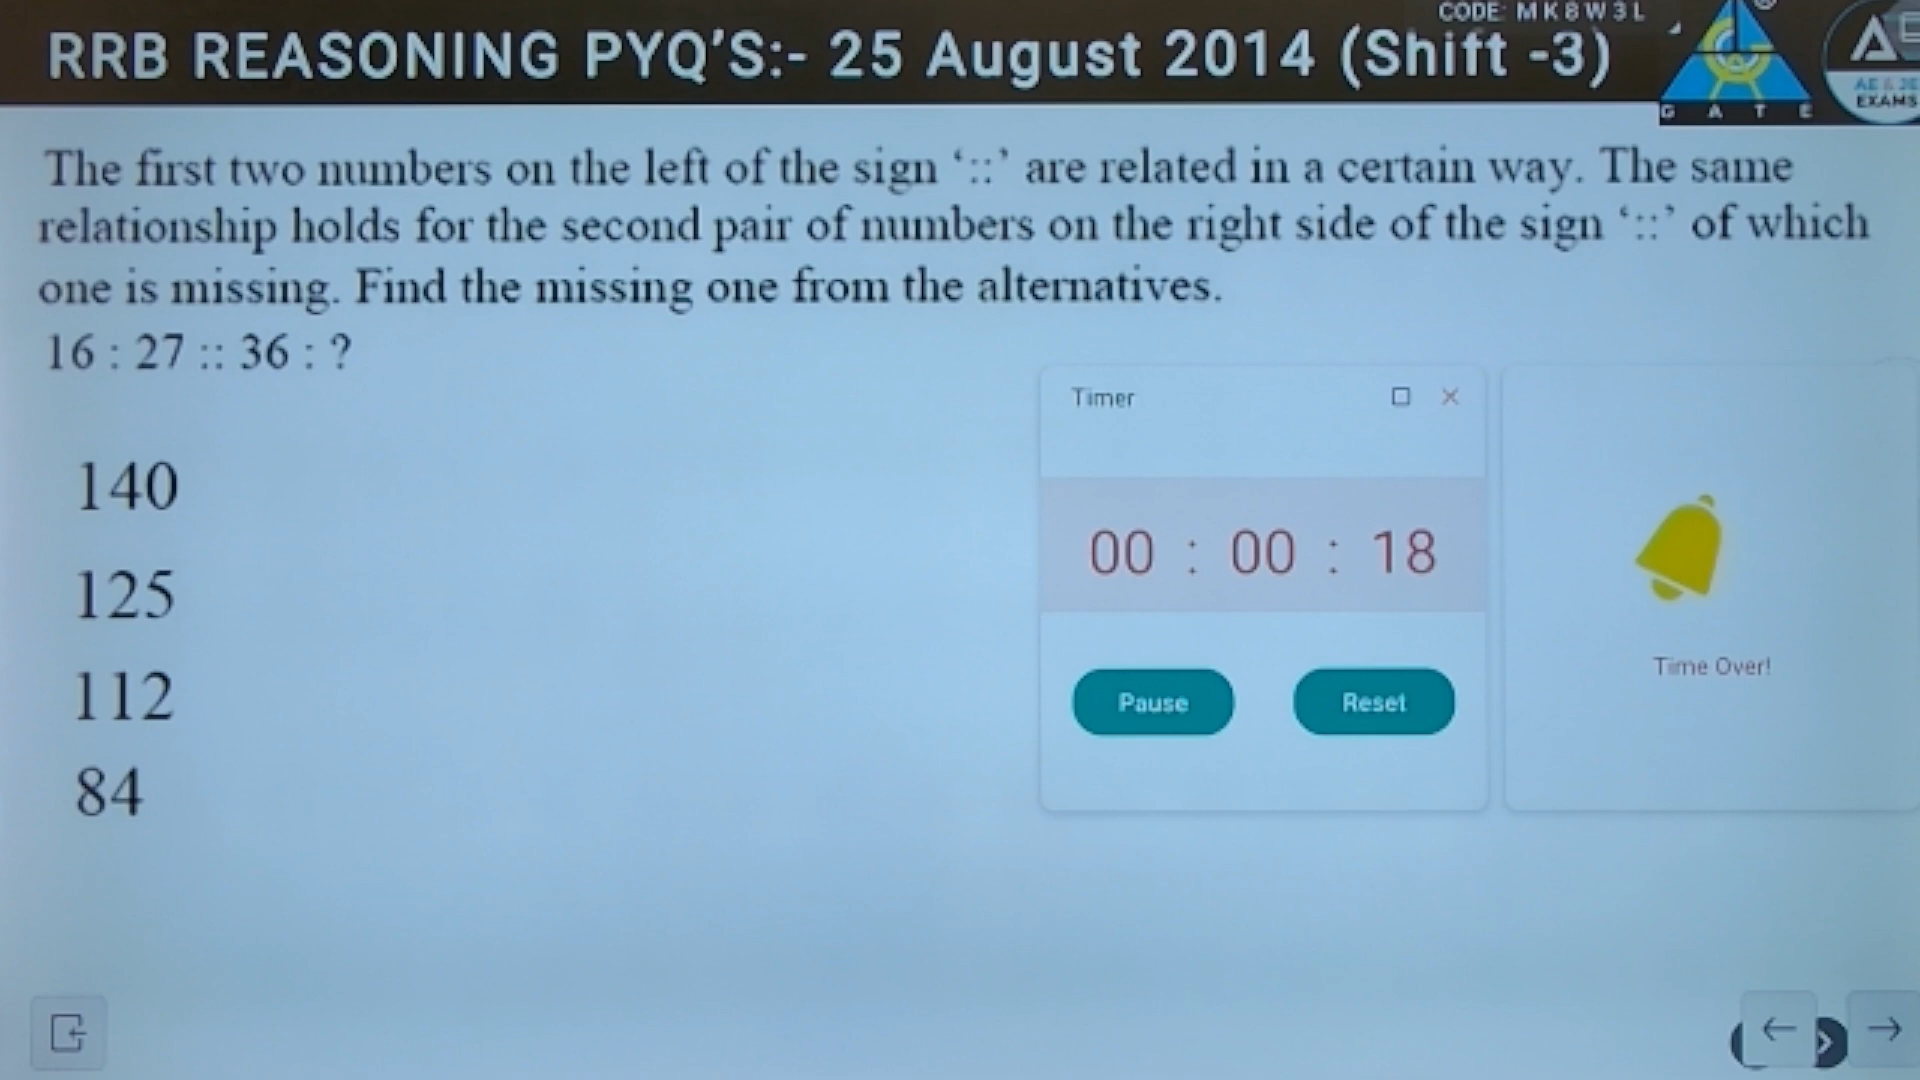 CODE: MK8W3L
RRB REASONING PYQ'S:- 25 August 2014 (Shift -3)
G A T E
AE & JE
EXAMS
The first two numbers on the left of the sign '::' are related in a certain way. The same
relationship holds for the second pair of numbers on the right side of the sign '::' of which
one is missing. Find the missing one from the alternatives.
16 : 27 :: 36 : ?
140
125
112
84
Timer
00 : 00 : 18
Pause
Reset
Time Over!